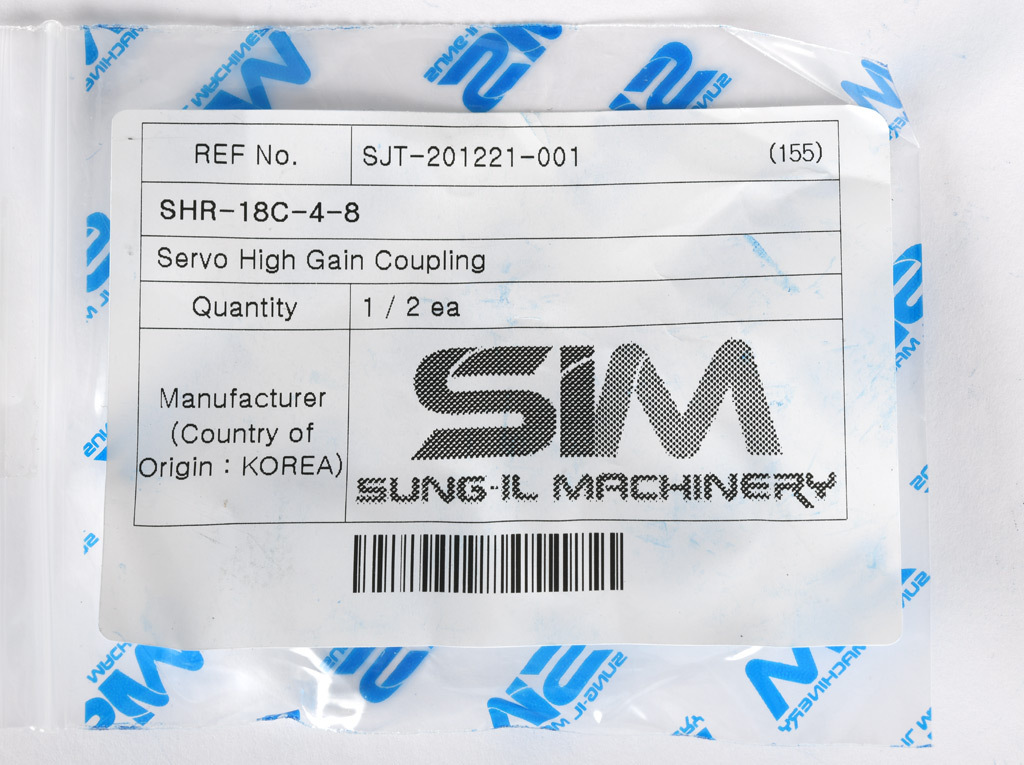 REF No. SJT-201221-001 (155)
SHR-18C-4-8
Servo High Gain Coupling
Quantity 1 / 2 ea
Manufacturer
(Country of
Origin : KOREA)
SIM
SUNG-IL MACHINERY